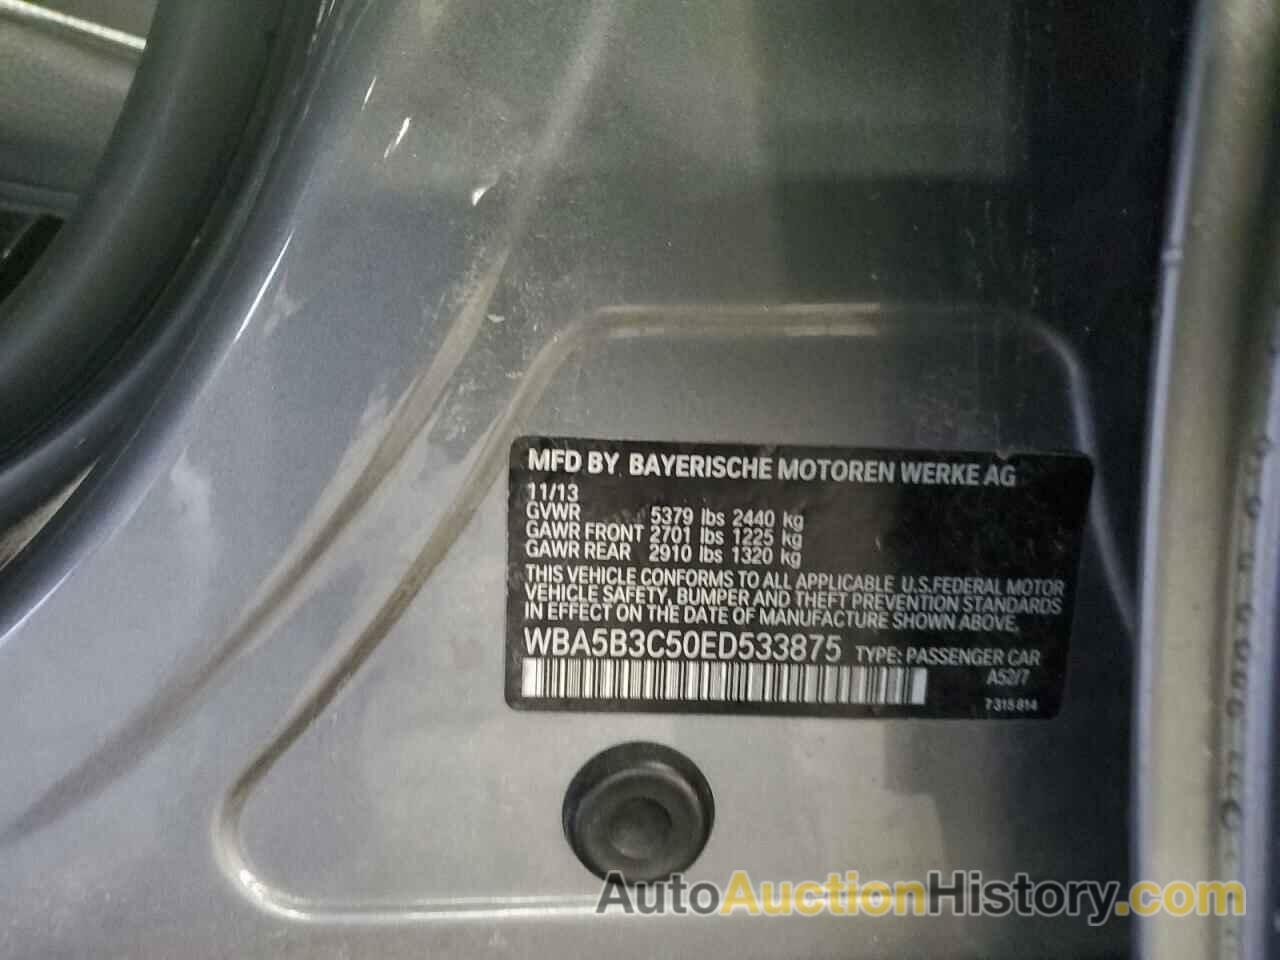 MFD BY BAYERISCHE MOTOREN WERKE AG
11/13
GVWR 5379 lbs 2440 kg
GAWR FRONT 2701 lbs 1225 kg
GAWR REAR 2910 lbs 1320 kg
THIS VEHICLE CONFORMS TO ALL APPLICABLE U.S.FEDERAL MOTOR
VEHICLE SAFETY, BUMPER AND THEFT PREVENTION STANDARDS
IN EFFECT ON THE DATE OF MANUFACTURE SHOWN ABOVE.
WBA5B3C50ED533875 TYPE: PASSENGER CAR
A52/7
7 315 814
AutoAuctionHistory.com